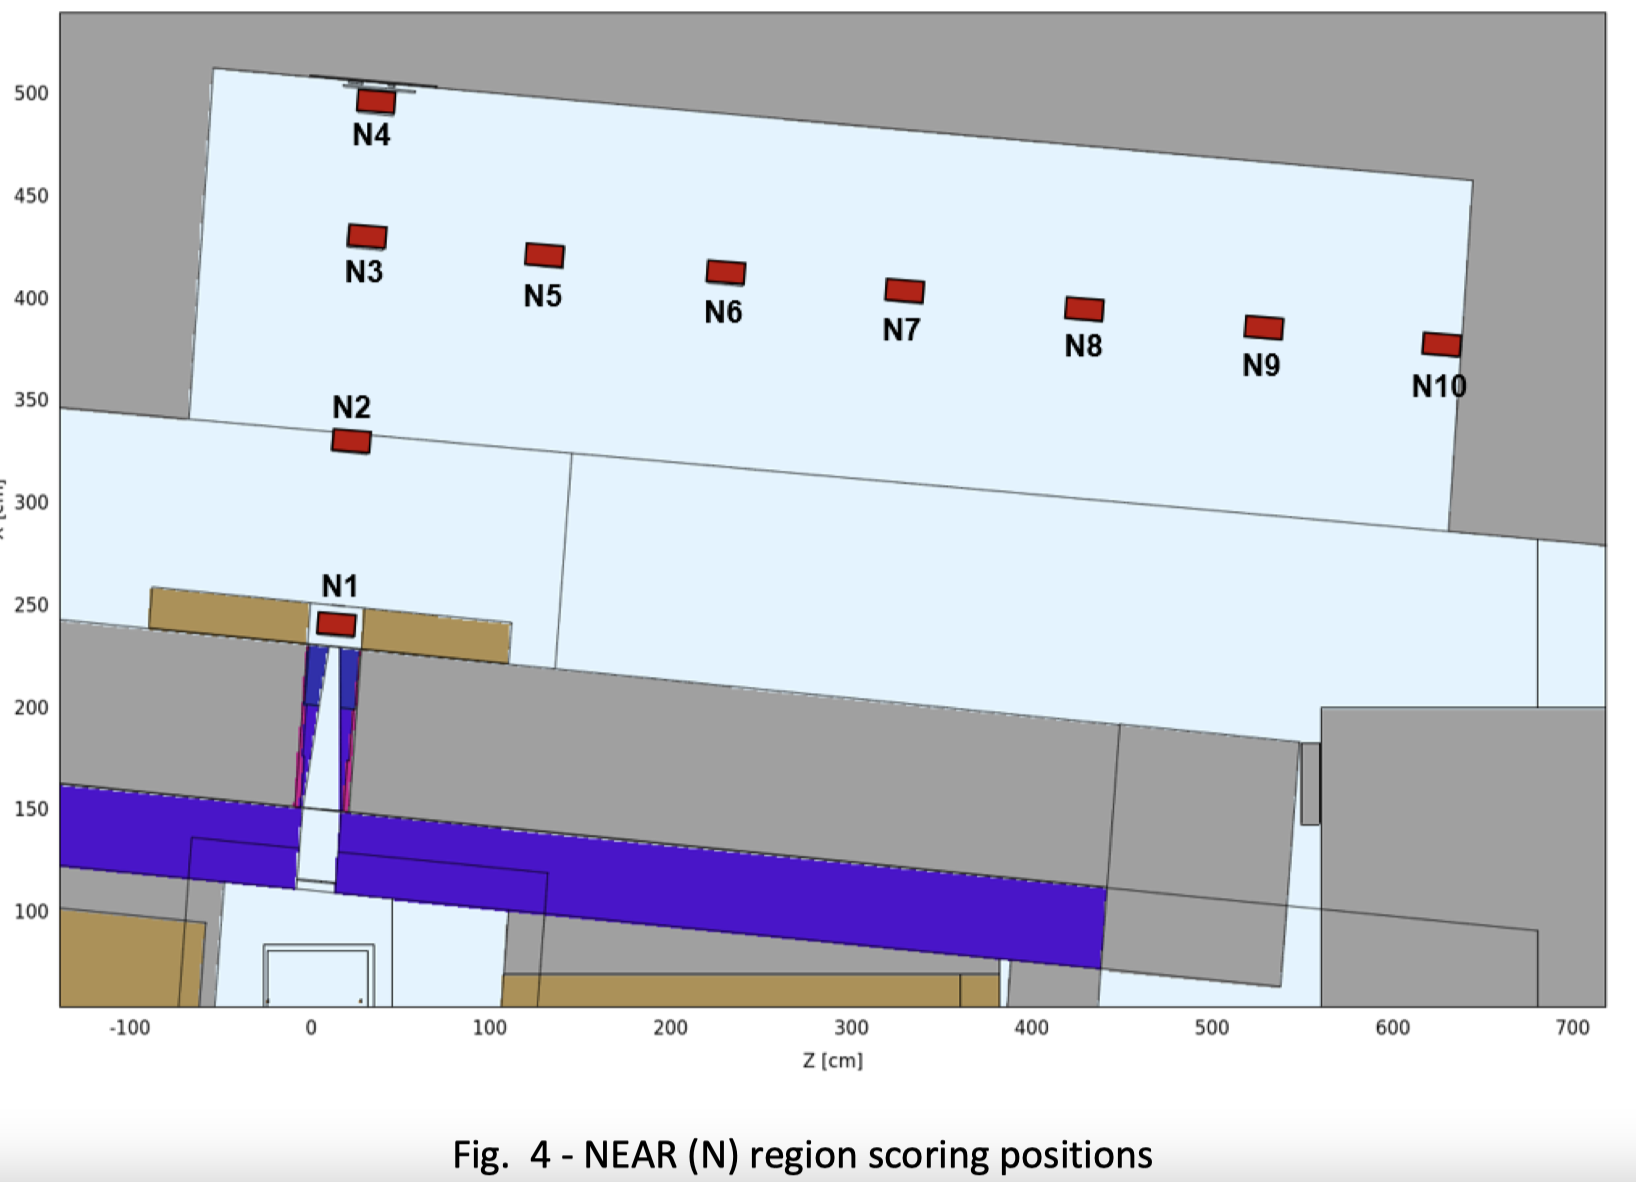 500
N4
450
N3
N5
N6
400
N7
N8
N9
N10
350
N2
300
N1
250
200
150
100
-100 0 100 200 300 400 500 600 700
Z [cm]
Fig. 4 - NEAR (N) region scoring positions